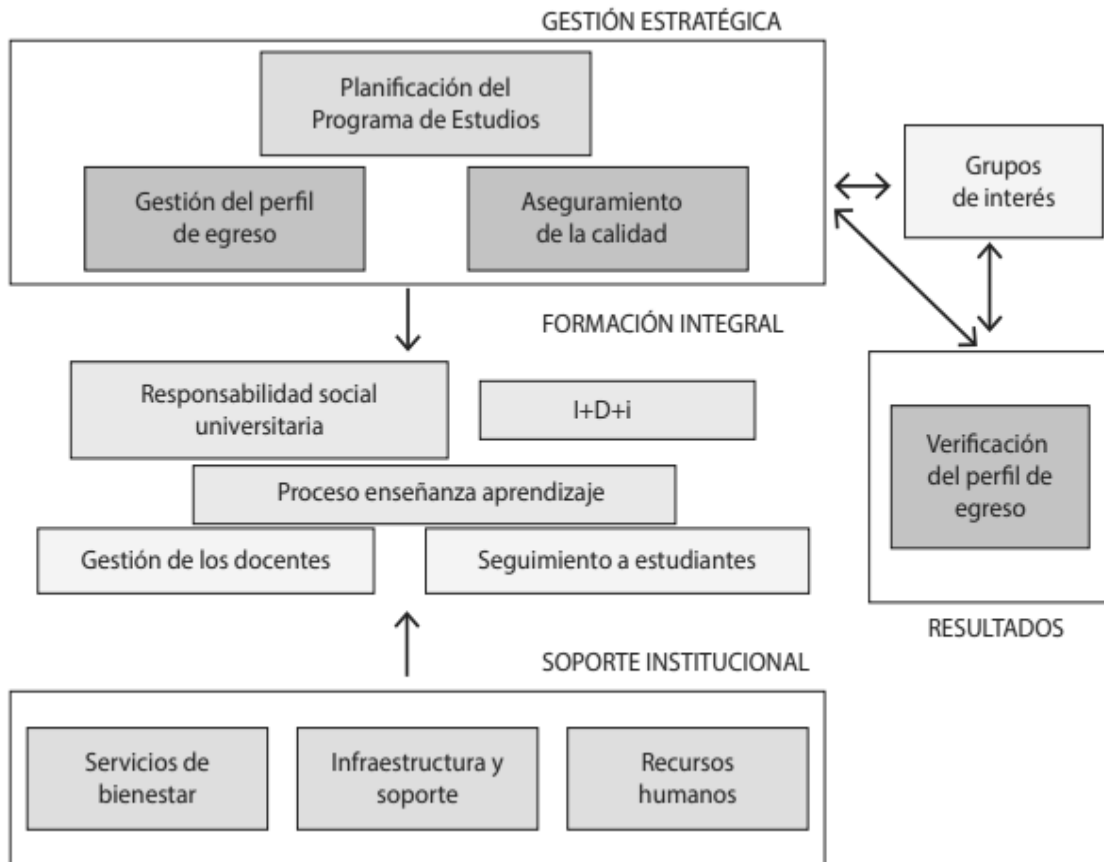 GESTIÓN ESTRATÉGICA
Planificación del
Programa de Estudios
Gestión del perfil
de egreso
Aseguramiento
de la calidad
Grupos
de interés
FORMACIÓN INTEGRAL
Responsabilidad social
universitaria
I+D+i
Proceso enseñanza aprendizaje
Gestión de los docentes
Seguimiento a estudiantes
Verificación
del perfil de
egreso
RESULTADOS
SOPORTE INSTITUCIONAL
Servicios de
bienestar
Infraestructura y
soporte
Recursos
humanos